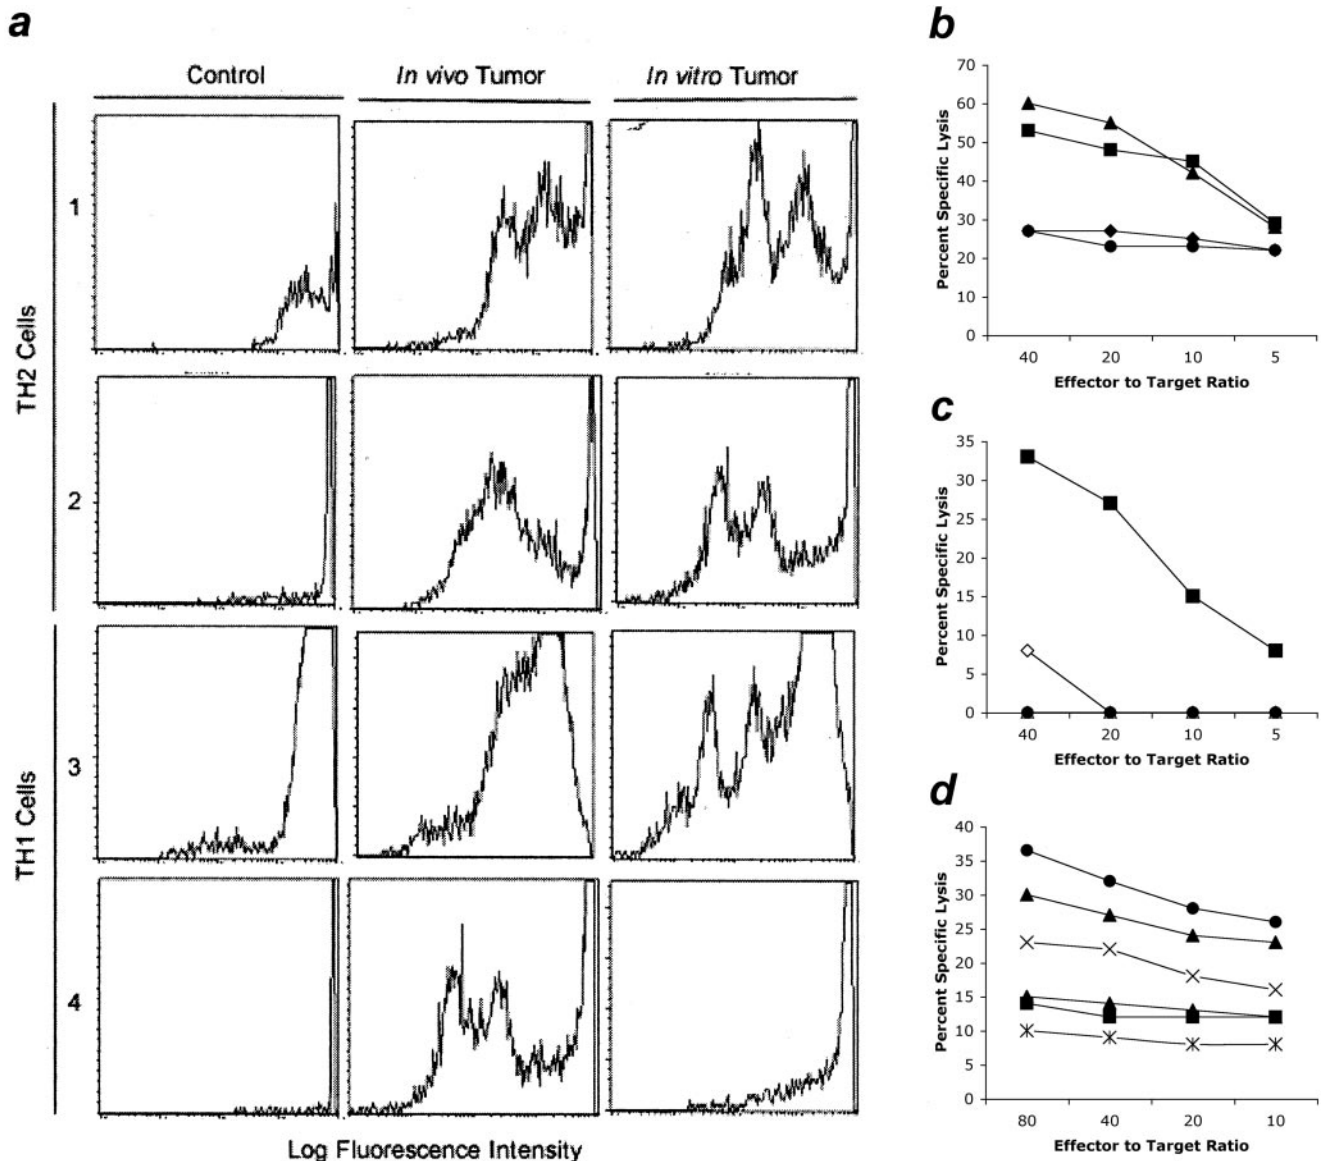 a
Control
In vivo Tumor
In vitro Tumor
TH2 Cells
1
2
TH1 Cells
3
4
Log Fluorescence Intensity
b
Percent Specific Lysis
70
60
50
40
30
20
10
0
40 20 10 5
Effector to Target Ratio
c
Percent Specific Lysis
35
30
25
20
15
10
5
0
40 20 10 5
Effector to Target Ratio
d
Percent Specific Lysis
40
35
30
25
20
15
10
5
0
80 40 20 10
Effector to Target Ratio